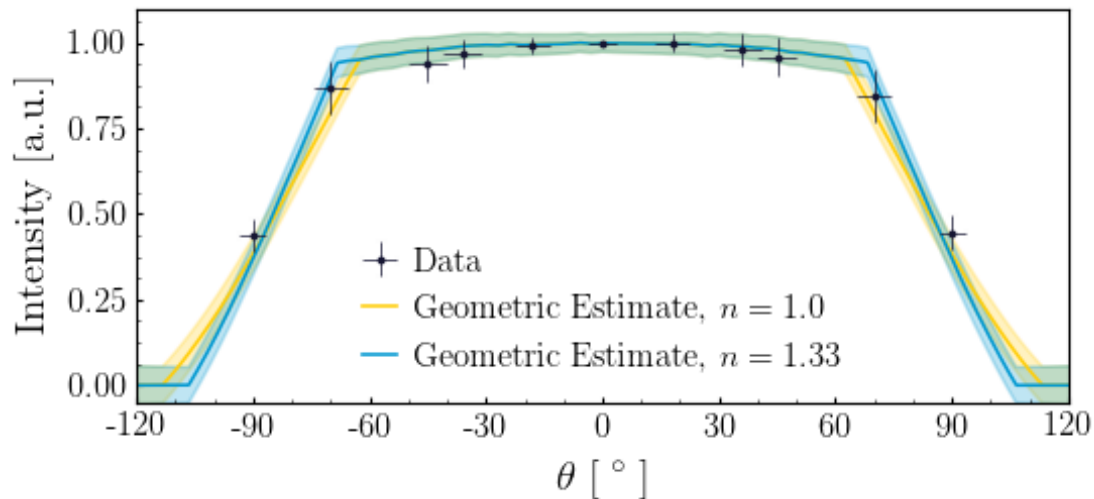 Intensity [a.u.]
1.00
0.75
0.50
0.25
0.00
Data
Geometric Estimate, n = 1.0
Geometric Estimate, n = 1.33
-120 -90 -60 -30 0 30 60 90 120
θ [ ° ]